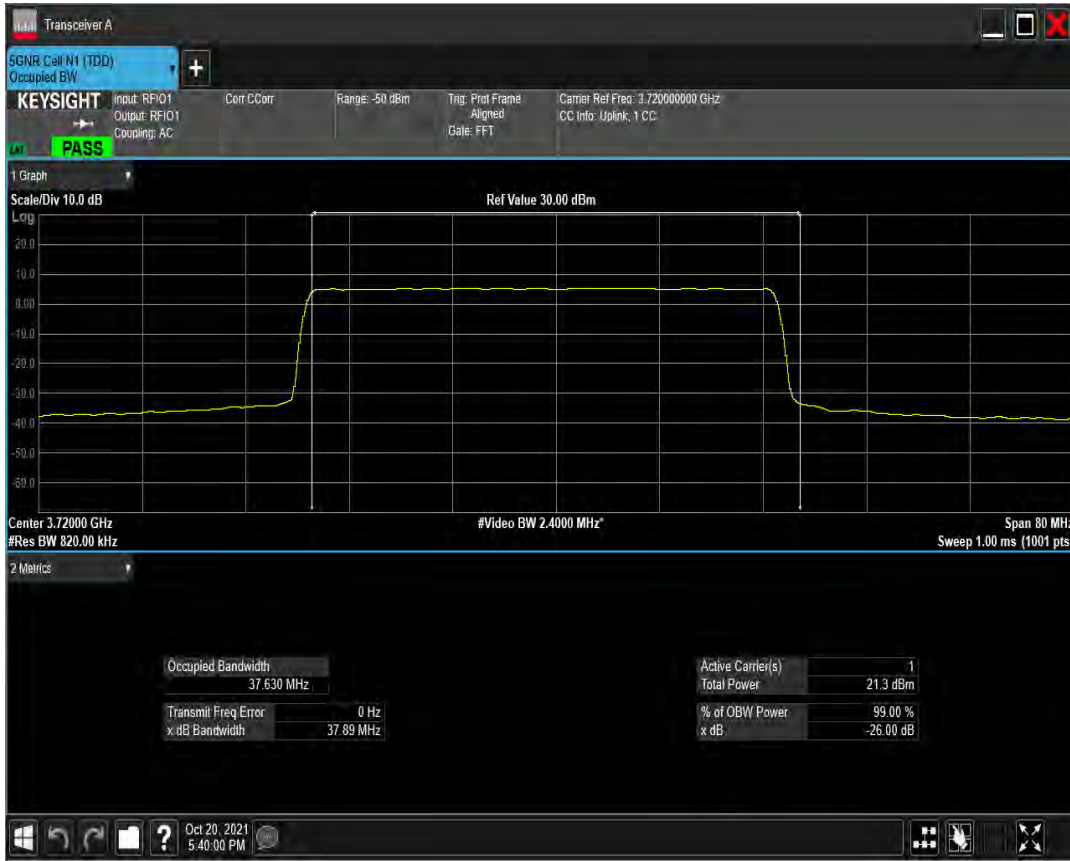 Transceiver A
5GNR Cell N1 (TDD)
Occupied BW
+
KEYSIGHT
PASS
Input: RFIO1
Output: RFIO1
Coupling: AC
Corr CCorr
Range: -50 dBm
Trig: Prot Frame
Aligned
Gate: FFT
Carrier Ref Freq: 3.720000000 GHz
CC Info: Uplink, 1 CC
1 Graph
Scale/Div 10.0 dB
Ref Value 30.00 dBm
Log
20.0
10.0
0.00
-10.0
-20.0
-30.0
-40.0
-50.0
-60.0
Center 3.72000 GHz
#Video BW 2.4000 MHz*
Span 80 MHz
#Res BW 820.00 kHz
Sweep 1.00 ms (1001 pts
2 Metrics
Occupied Bandwidth
37.630 MHz
Transmit Freq Error 0 Hz
x dB Bandwidth 37.89 MHz
Active Carrier(s) 1
Total Power 21.3 dBm
% of OBW Power 99.00 %
x dB -26.00 dB
?
Oct 20, 2021
5:40:00 PM